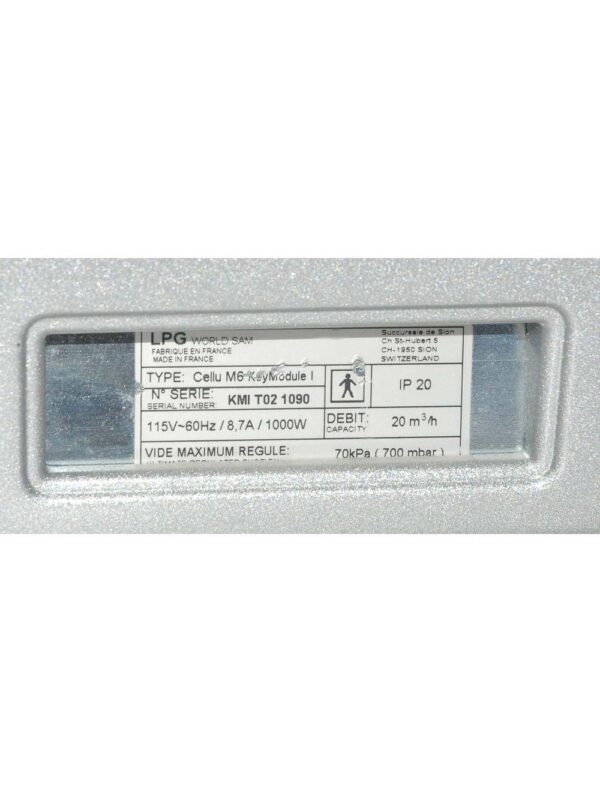 LPG WORLD SAM
FABRIQUE EN FRANCE
MADE IN FRANCE
Succursale de Sion
Ch St-Hubert 5
CH-1950 SION
SWITZERLAND
TYPE: Cellu M6 KeyModule I
N° SERIE:
SERIAL NUMBER
KMI T02 1090
IP 20
115V~60Hz / 8,7A / 1000W
DEBIT:
CAPACITY
20 m³/h
VIDE MAXIMUM REGULE:
70kPa ( 700 mbar )